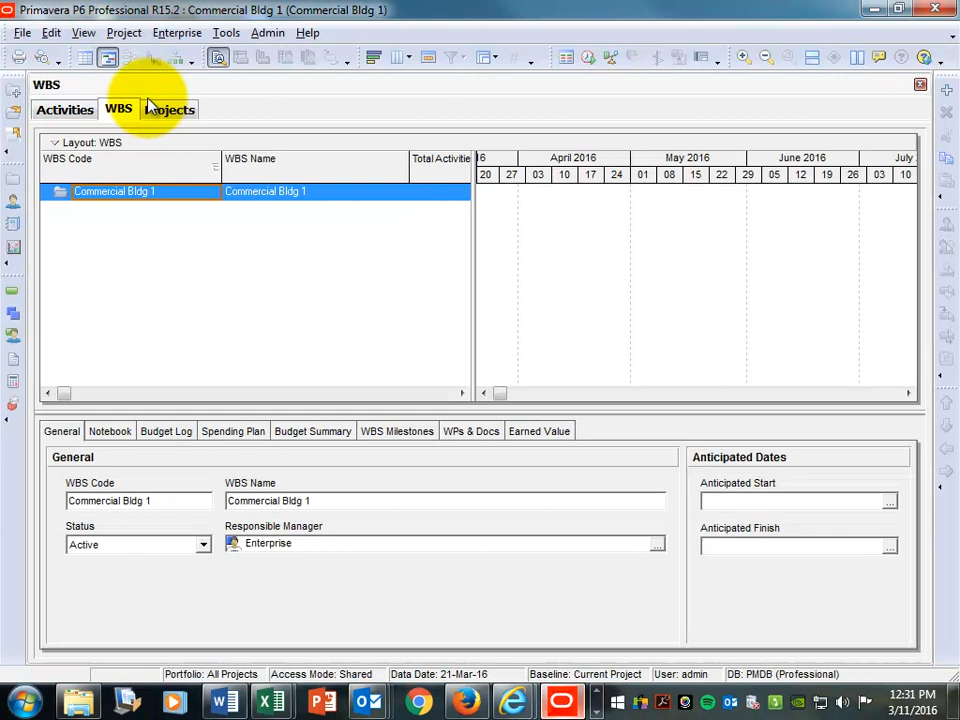 Primavera P6 Professional R15.2 : Commercial Bldg 1 (Commercial Bldg 1)
File Edit View Project Enterprise Tools Admin Help
WBS
Activities WBS Projects
Layout: WBS
WBS Code WBS Name Total Activitie
16 April 2016 May 2016 June 2016 July
20 27 03 10 17 24 01 08 15 22 29 05 12 19 26 03 10
Commercial Bldg 1 Commercial Bldg 1
General Notebook Budget Log Spending Plan Budget Summary WBS Milestones WPs & Docs Earned Value
General Anticipated Dates
WBS Code WBS Name Anticipated Start
Commercial Bldg 1 Commercial Bldg 1
Status Responsible Manager Anticipated Finish
Active Enterprise
Portfolio: All Projects Access Mode: Shared Data Date: 21-Mar-16 Baseline: Current Project User: admin DB: PMDB (Professional)
12:31 PM
3/11/2016